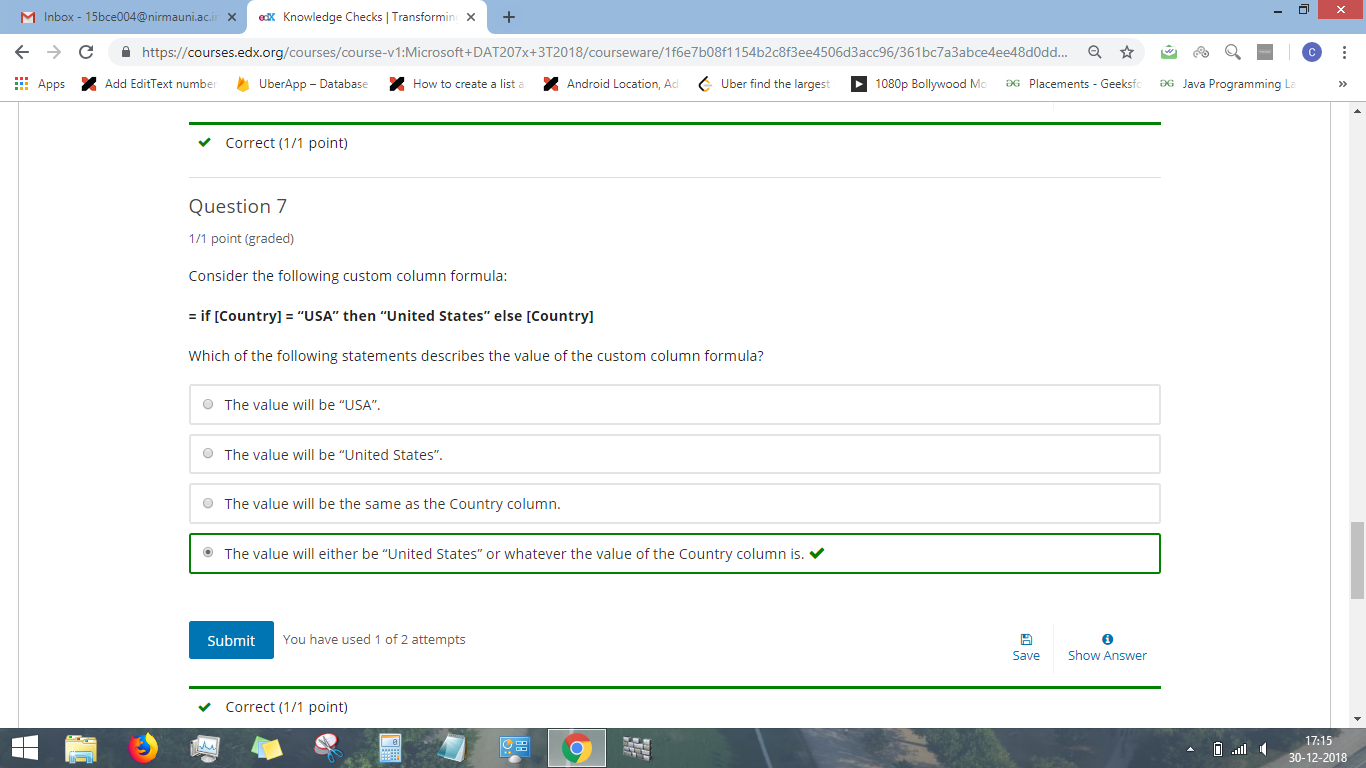 Inbox - 15bce004@nirmauni.ac.i
edX Knowledge Checks | Transformin
https://courses.edx.org/courses/course-v1:Microsoft+DAT207x+3T2018/courseware/1f6e7b08f1154b2c8f3ee4506d3acc96/361bc7a3abce4ee48d0dd...
C
Apps Add EditText number UberApp – Database How to create a list a Android Location, Ad Uber find the largest 1080p Bollywood Mo Placements - Geeksfo Java Programming La »
Correct (1/1 point)
Question 7
1/1 point (graded)
Consider the following custom column formula:
= if [Country] = “USA” then “United States” else [Country]
Which of the following statements describes the value of the custom column formula?
The value will be “USA”.
The value will be “United States”.
The value will be the same as the Country column.
The value will either be “United States” or whatever the value of the Country column is.
Submit You have used 1 of 2 attempts
Save Show Answer
Correct (1/1 point)
17:15
30-12-2018